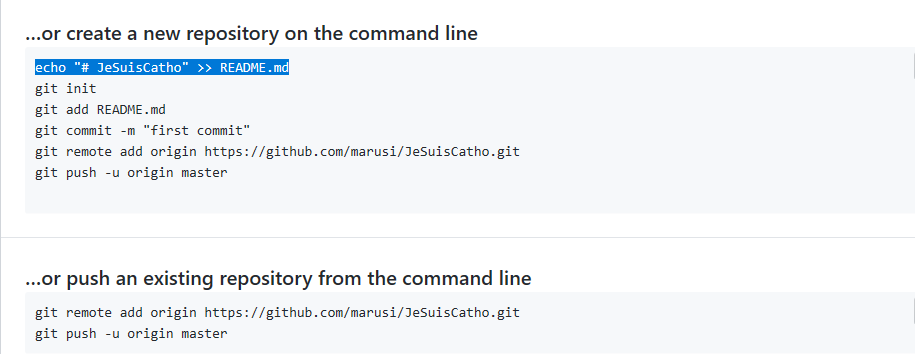 ...or create a new repository on the command line
echo "# JeSuisCatho" >> README.md
git init
git add README.md
git commit -m "first commit"
git remote add origin https://github.com/marusi/JeSuisCatho.git
git push -u origin master
...or push an existing repository from the command line
git remote add origin https://github.com/marusi/JeSuisCatho.git
git push -u origin master